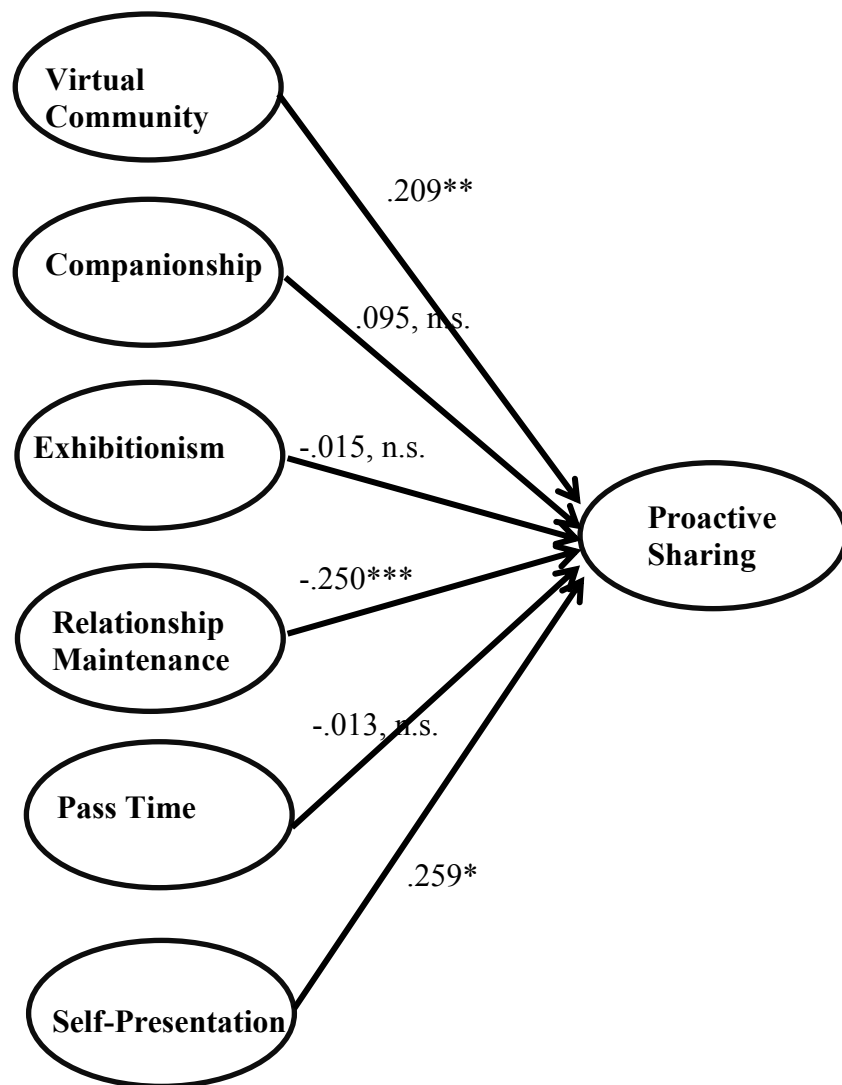 Virtual
Community
.209**
Companionship
.095, n.s.
Exhibitionism
-.015, n.s.
Proactive
Sharing
-.250***
Relationship
Maintenance
-.013, n.s.
Pass Time
.259*
Self-Presentation